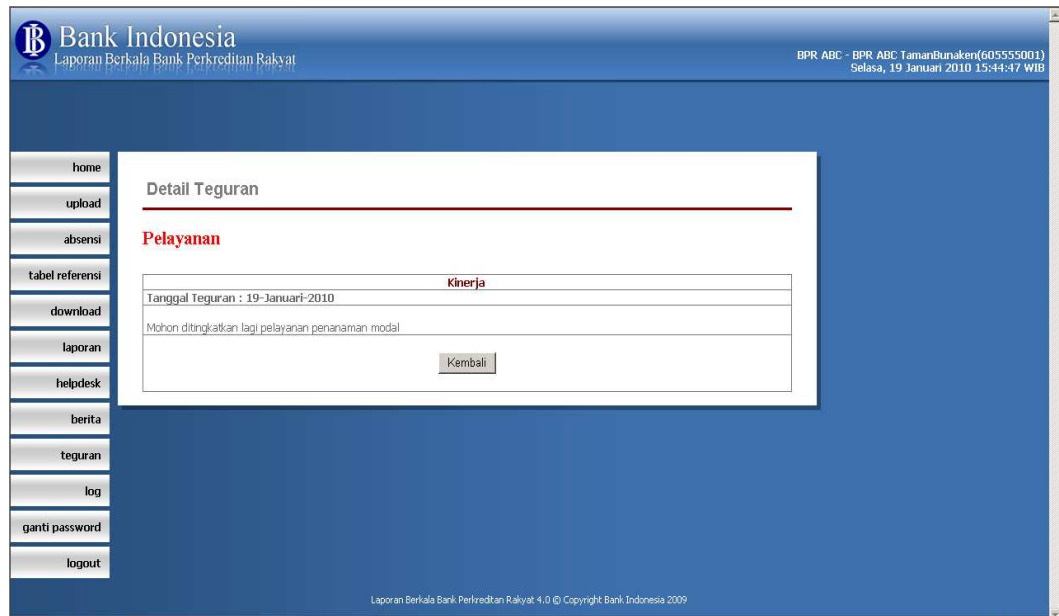 Bank Indonesia
Laporan Berkala Bank Perkreditan Rakyat
BPR ABC - BPR ABC TamanBunaken(605555001)
Selasa, 19 Januari 2010 15:44:47 WIB
home
upload
absensi
tabel referensi
download
laporan
helpdesk
berita
teguran
log
ganti password
logout
Detail Teguran
Pelayanan
Kinerja
Tanggal Teguran : 19-Januari-2010
Mohon ditingkatkan lagi pelayanan penanaman modal
Kembali
Laporan Berkala Bank Perkreditan Rakyat 4.0 @ Copyright Bank Indonesia 2009